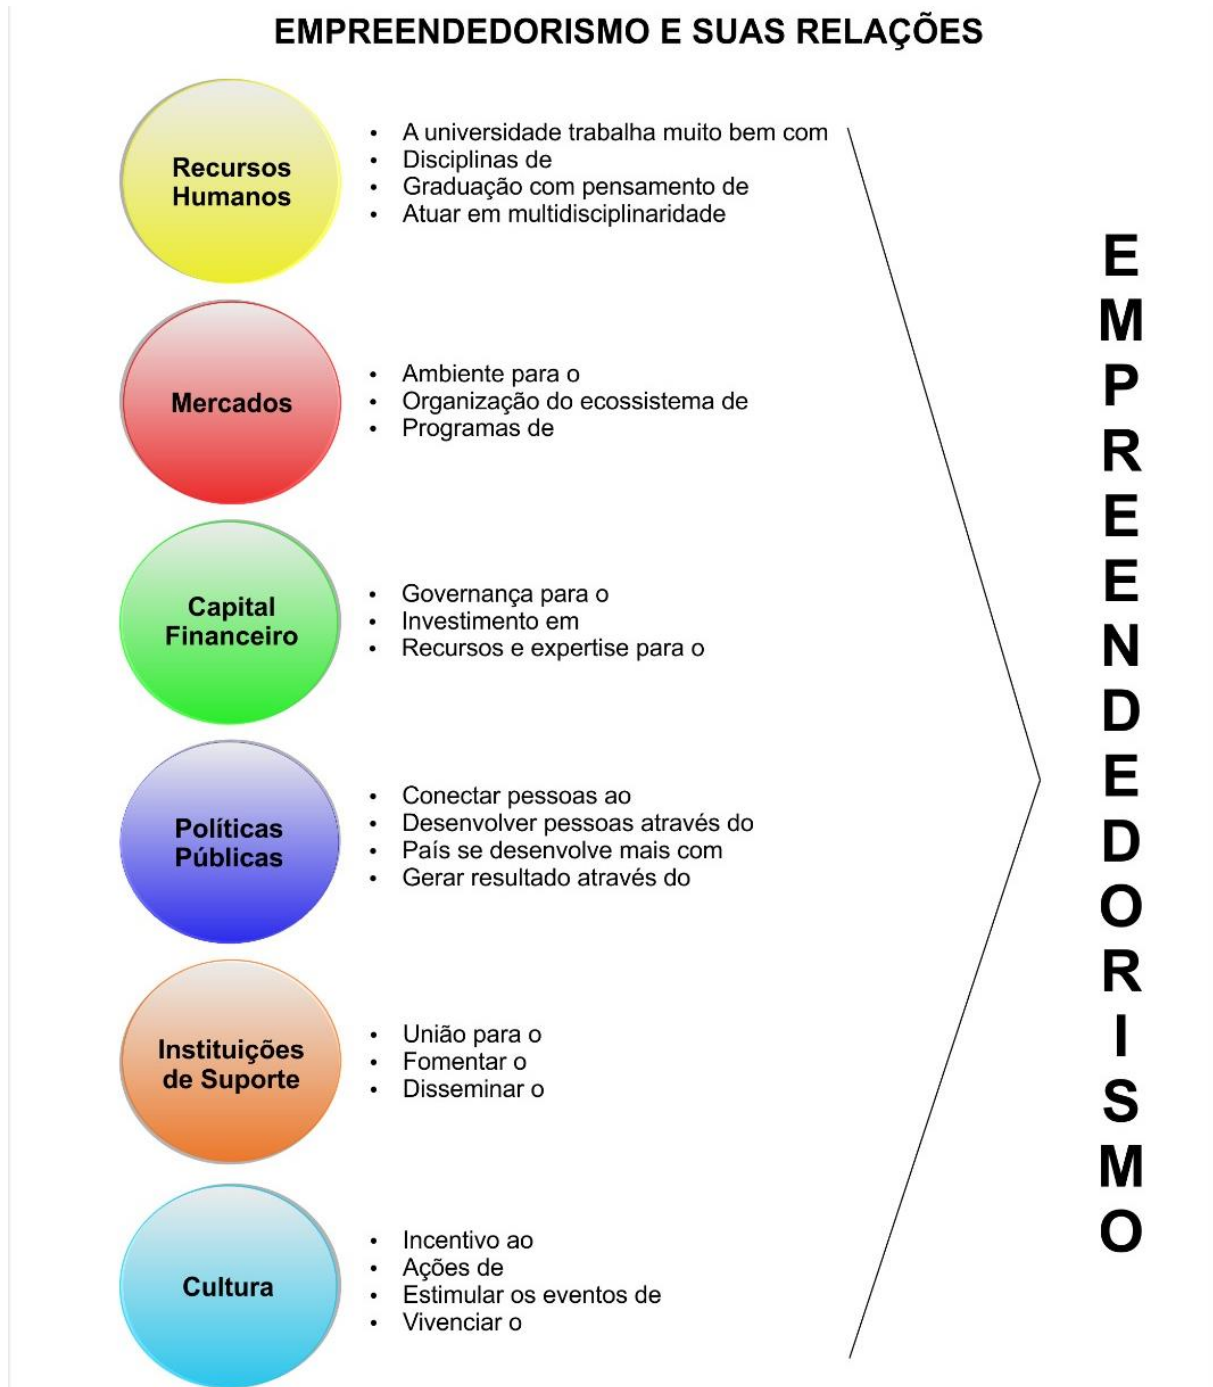 EMPREENDEDORISMO E SUAS RELAÇÕES
Recursos
Humanos
• A universidade trabalha muito bem com
• Disciplinas de
• Graduação com pensamento de
• Atuar em multidisciplinaridade
Mercados
• Ambiente para o
• Organização do ecossistema de
• Programas de
Capital
Financeiro
• Governança para o
• Investimento em
• Recursos e expertise para o
Políticas
Públicas
• Conectar pessoas ao
• Desenvolver pessoas através do
• País se desenvolve mais com
• Gerar resultado através do
Instituições
de Suporte
• União para o
• Fomentar o
• Disseminar o
Cultura
• Incentivo ao
• Ações de
• Estimular os eventos de
• Vivenciar o
EMPREENDEDORISMO